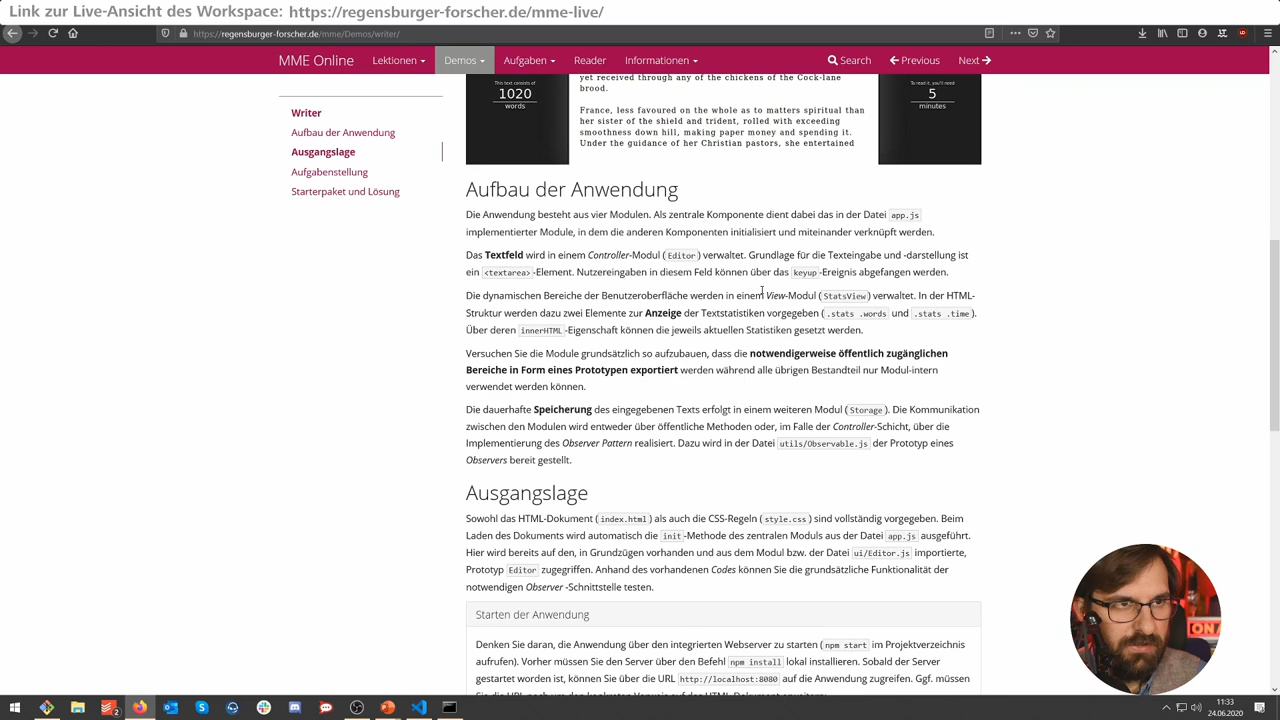 Link zur Live-Ansicht des Workspace: https://regensburger-forscher.de/mme-live/
https://regensburger-forscher.de/mme/Demos/writer/
MME Online Lektionen Demos Aufgaben Reader Informationen Search Previous Next
Writer
Aufbau der Anwendung
Ausgangslage
Aufgabenstellung
Starterpaket und Lösung
This text consists of
1020
words
yet received through any of the chickens of the Cock-lane
brood.
France, less favoured on the whole as to matters spiritual than
her sister of the shield and trident, rolled with exceeding
smoothness down hill, making paper money and spending it.
Under the guidance of her Christian pastors, she entertained
To read it, you'll need
5
minutes
Aufbau der Anwendung
Die Anwendung besteht aus vier Modulen. Als zentrale Komponente dient dabei das in der Datei app.js
implementierter Module, in dem die anderen Komponenten initialisiert und miteinander verknüpft werden.
Das Textfeld wird in einem Controller-Modul (Editor) verwaltet. Grundlage für die Texteingabe und -darstellung ist
ein <textarea>-Element. Nutzereingaben in diesem Feld können über das keyup-Ereignis abgefangen werden.
Die dynamischen Bereiche der Benutzeroberfläche werden in einem View-Modul (StatsView) verwaltet. In der HTML-
Struktur werden dazu zwei Elemente zur Anzeige der Textstatistiken vorgegeben (.stats .words und .stats .time).
Über deren innerHTML-Eigenschaft können die jeweils aktuellen Statistiken gesetzt werden.
Versuchen Sie die Module grundsätzlich so aufzubauen, dass die notwendigerweise öffentlich zugänglichen
Bereiche in Form eines Prototypen exportiert werden während alle übrigen Bestandteil nur Modul-intern
verwendet werden können.
Die dauerhafte Speicherung des eingegebenen Texts erfolgt in einem weiteren Modul (Storage). Die Kommunikation
zwischen den Modulen wird entweder über öffentliche Methoden oder, im Falle der Controller-Schicht, über die
Implementierung des Observer Pattern realisiert. Dazu wird in der Datei utils/Observable.js der Prototyp eines
Observers bereit gestellt.
Ausgangslage
Sowohl das HTML-Dokument (index.html) als auch die CSS-Regeln (style.css) sind vollständig vorgegeben. Beim
Laden des Dokuments wird automatisch die init-Methode des zentralen Moduls aus der Datei app.js ausgeführt.
Hier wird bereits auf den, in Grundzügen vorhanden und aus dem Modul bzw. der Datei ui/Editor.js importierte,
Prototyp Editor zugegriffen. Anhand des vorhandenen Codes können Sie die grundsätzliche Funktionalität der
notwendigen Observer -Schnittstelle testen.
Starten der Anwendung
Denken Sie daran, die Anwendung über den integrierten Webserver zu starten (npm start im Projektverzeichnis
aufrufen). Vorher müssen Sie den Server über den Befehl npm install lokal installieren. Sobald der Server
gestartet worden ist, können Sie über die URL http://localhost:8080 auf die Anwendung zugreifen. Ggf. müssen
ON
11:33
24.06.2020